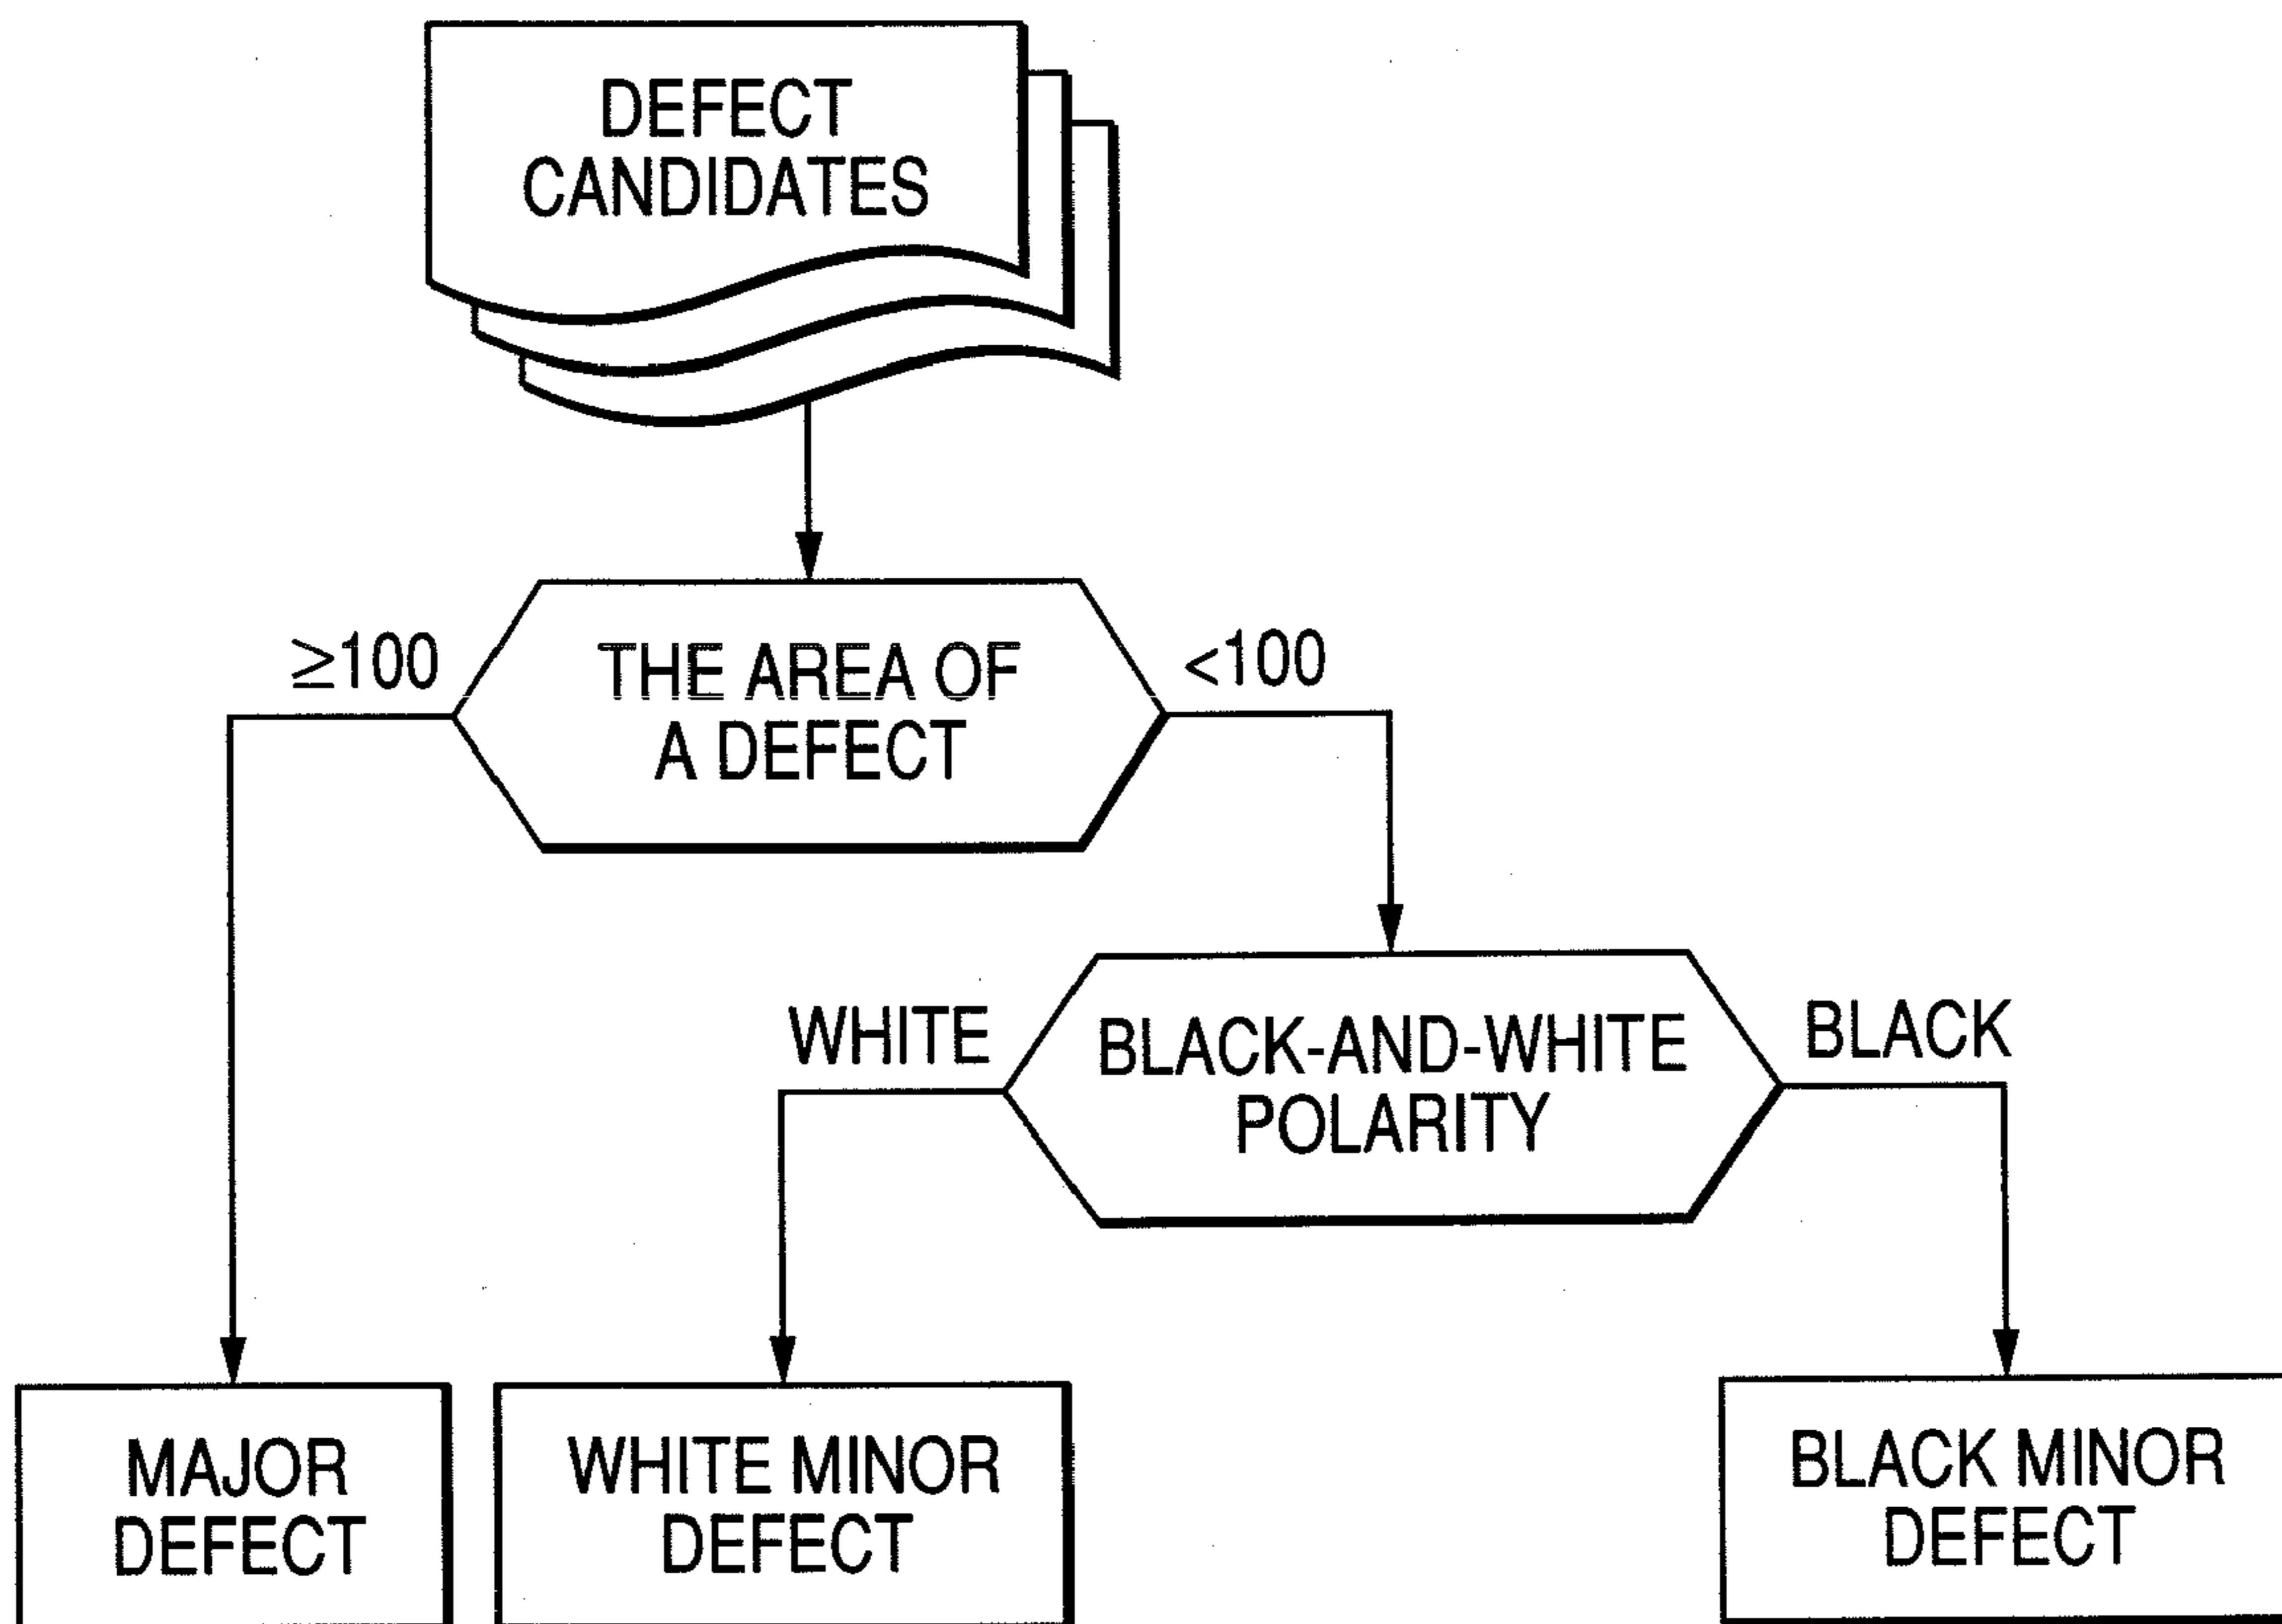 DEFECT
CANDIDATES
≥100
THE AREA OF
A DEFECT
<100
WHITE
BLACK-AND-WHITE
POLARITY
BLACK
MAJOR
DEFECT
WHITE MINOR
DEFECT
BLACK MINOR
DEFECT